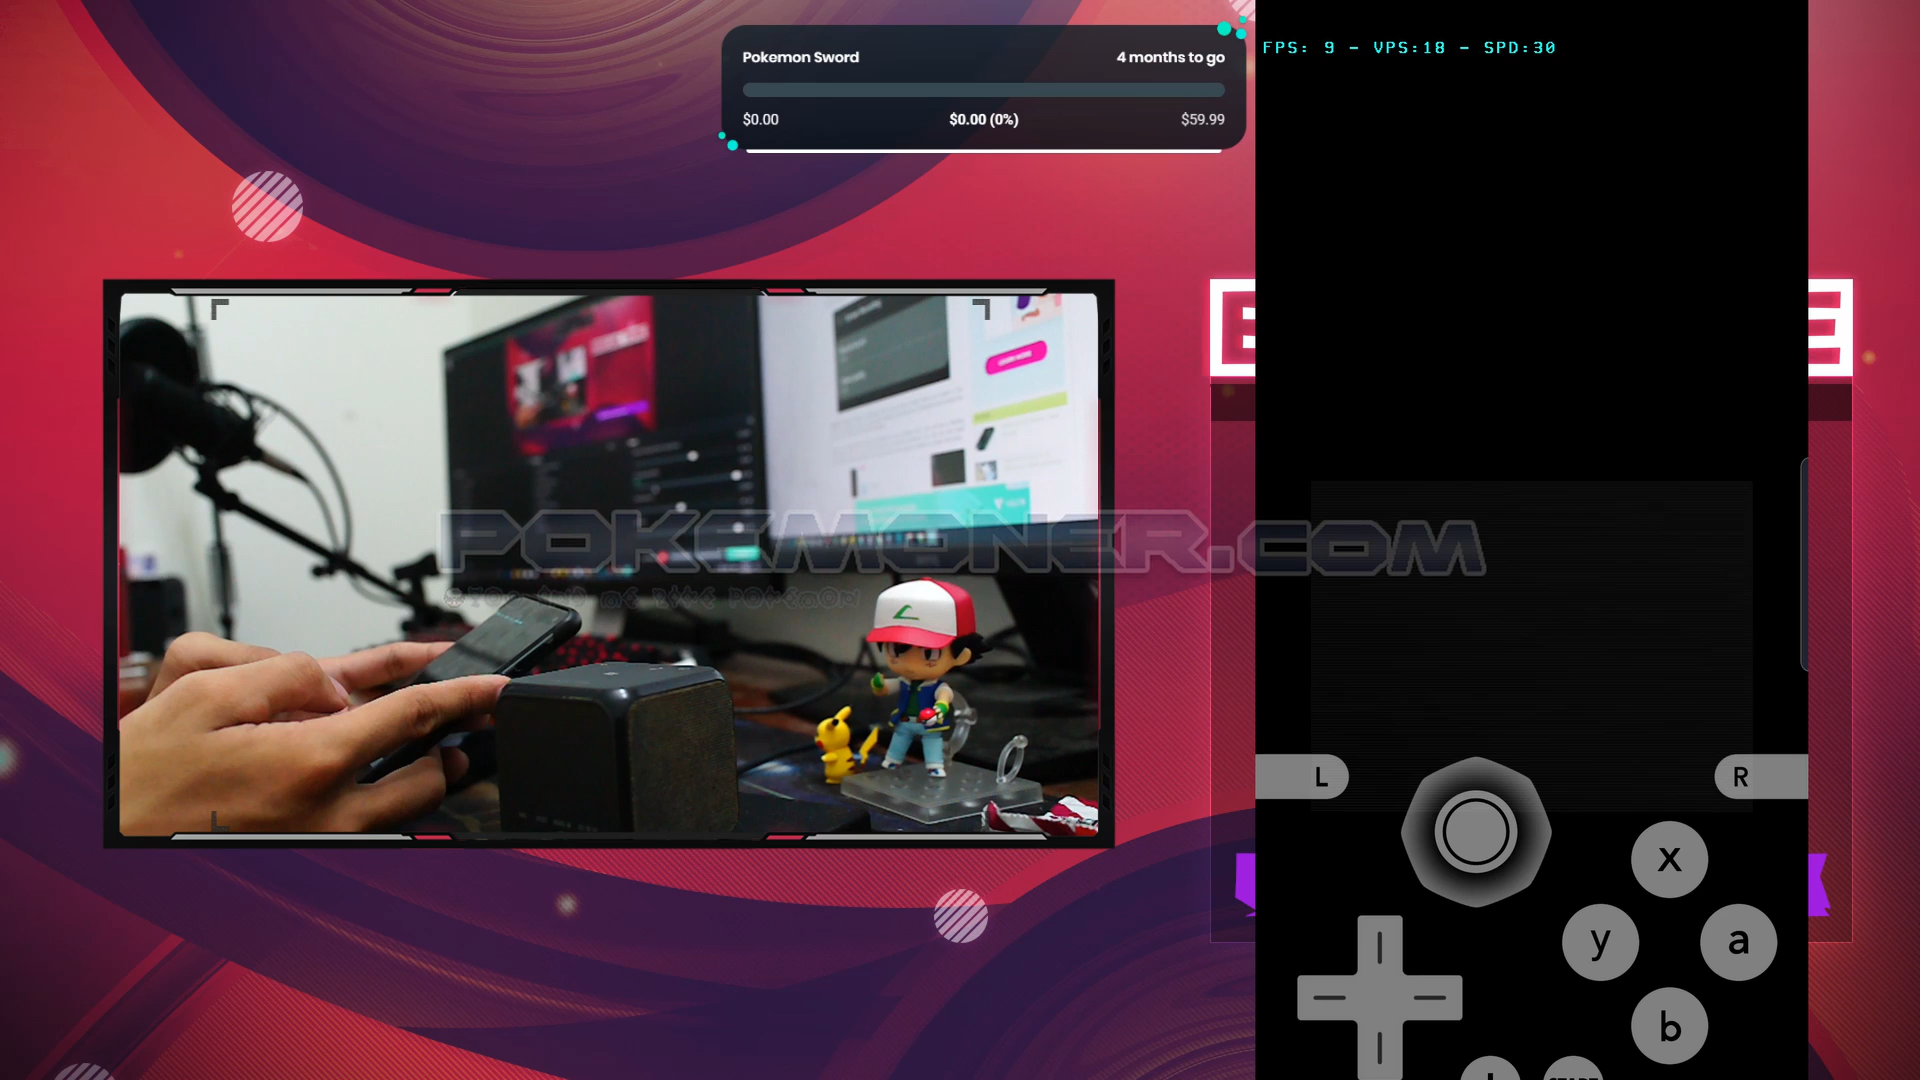 Pokemon Sword
4 months to go
$0.00
$0.00 (0%)
$59.99
FPS: 9 - VPS:18 - SPD:30
POKEMONER.COM
L
R
x
y
a
b